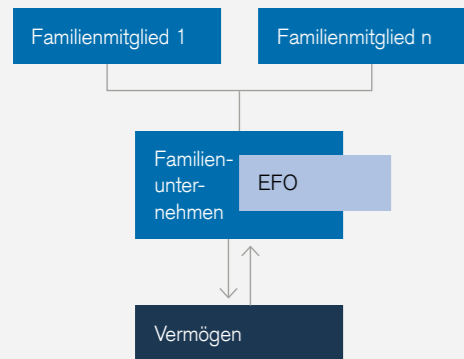 Familienmitglied 1
Familienmitglied n
Familien-
unter-
nehmen
EFO
Vermögen